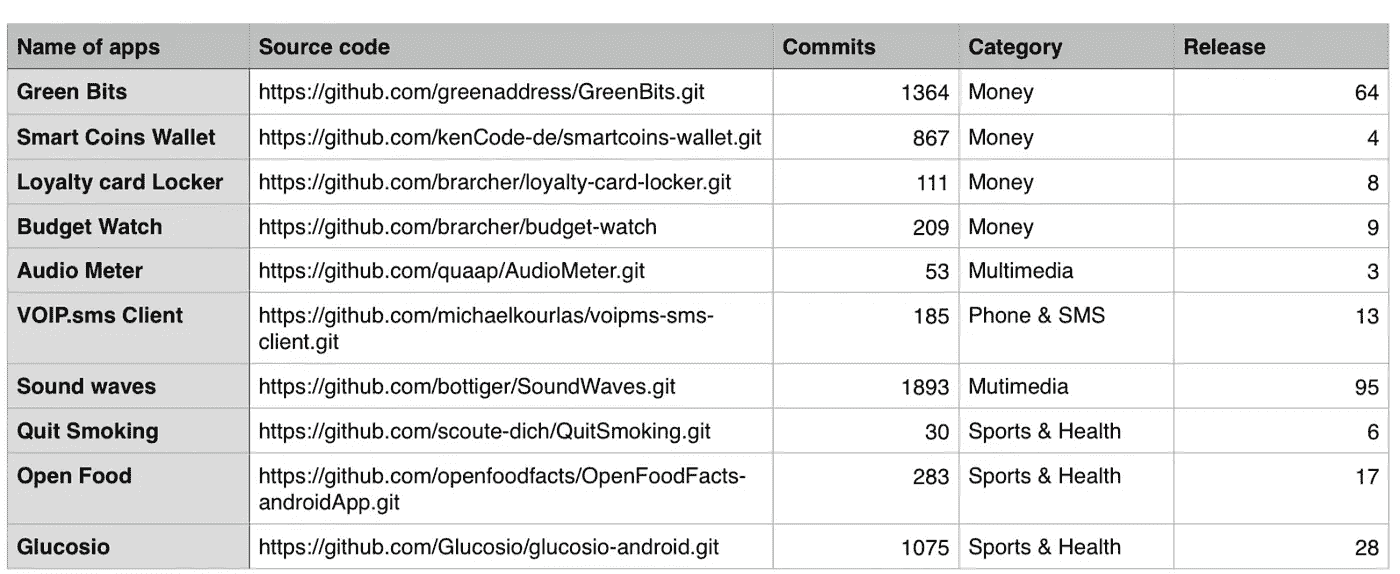 Name of apps Source code Commits Category Release
Green Bits https://github.com/greenaddress/GreenBits.git 1364 Money 64
Smart Coins Wallet https://github.com/kenCode-de/smartcoins-wallet.git 867 Money 4
Loyalty card Locker https://github.com/brarcher/loyalty-card-locker.git 111 Money 8
Budget Watch https://github.com/brarcher/budget-watch 209 Money 9
Audio Meter https://github.com/quaap/AudioMeter.git 53 Multimedia 3
VOIP.sms Client https://github.com/michaelkourlas/voipms-sms- 185 Phone & SMS 13
client.git
Sound waves https://github.com/bottiger/SoundWaves.git 1893 Mutimedia 95
Quit Smoking https://github.com/scoute-dich/QuitSmoking.git 30 Sports & Health 6
Open Food https://github.com/openfoodfacts/OpenFoodFacts- 283 Sports & Health 17
androidApp.git
Glucosio https://github.com/Glucosio/glucosio-android.git 1075 Sports & Health 28